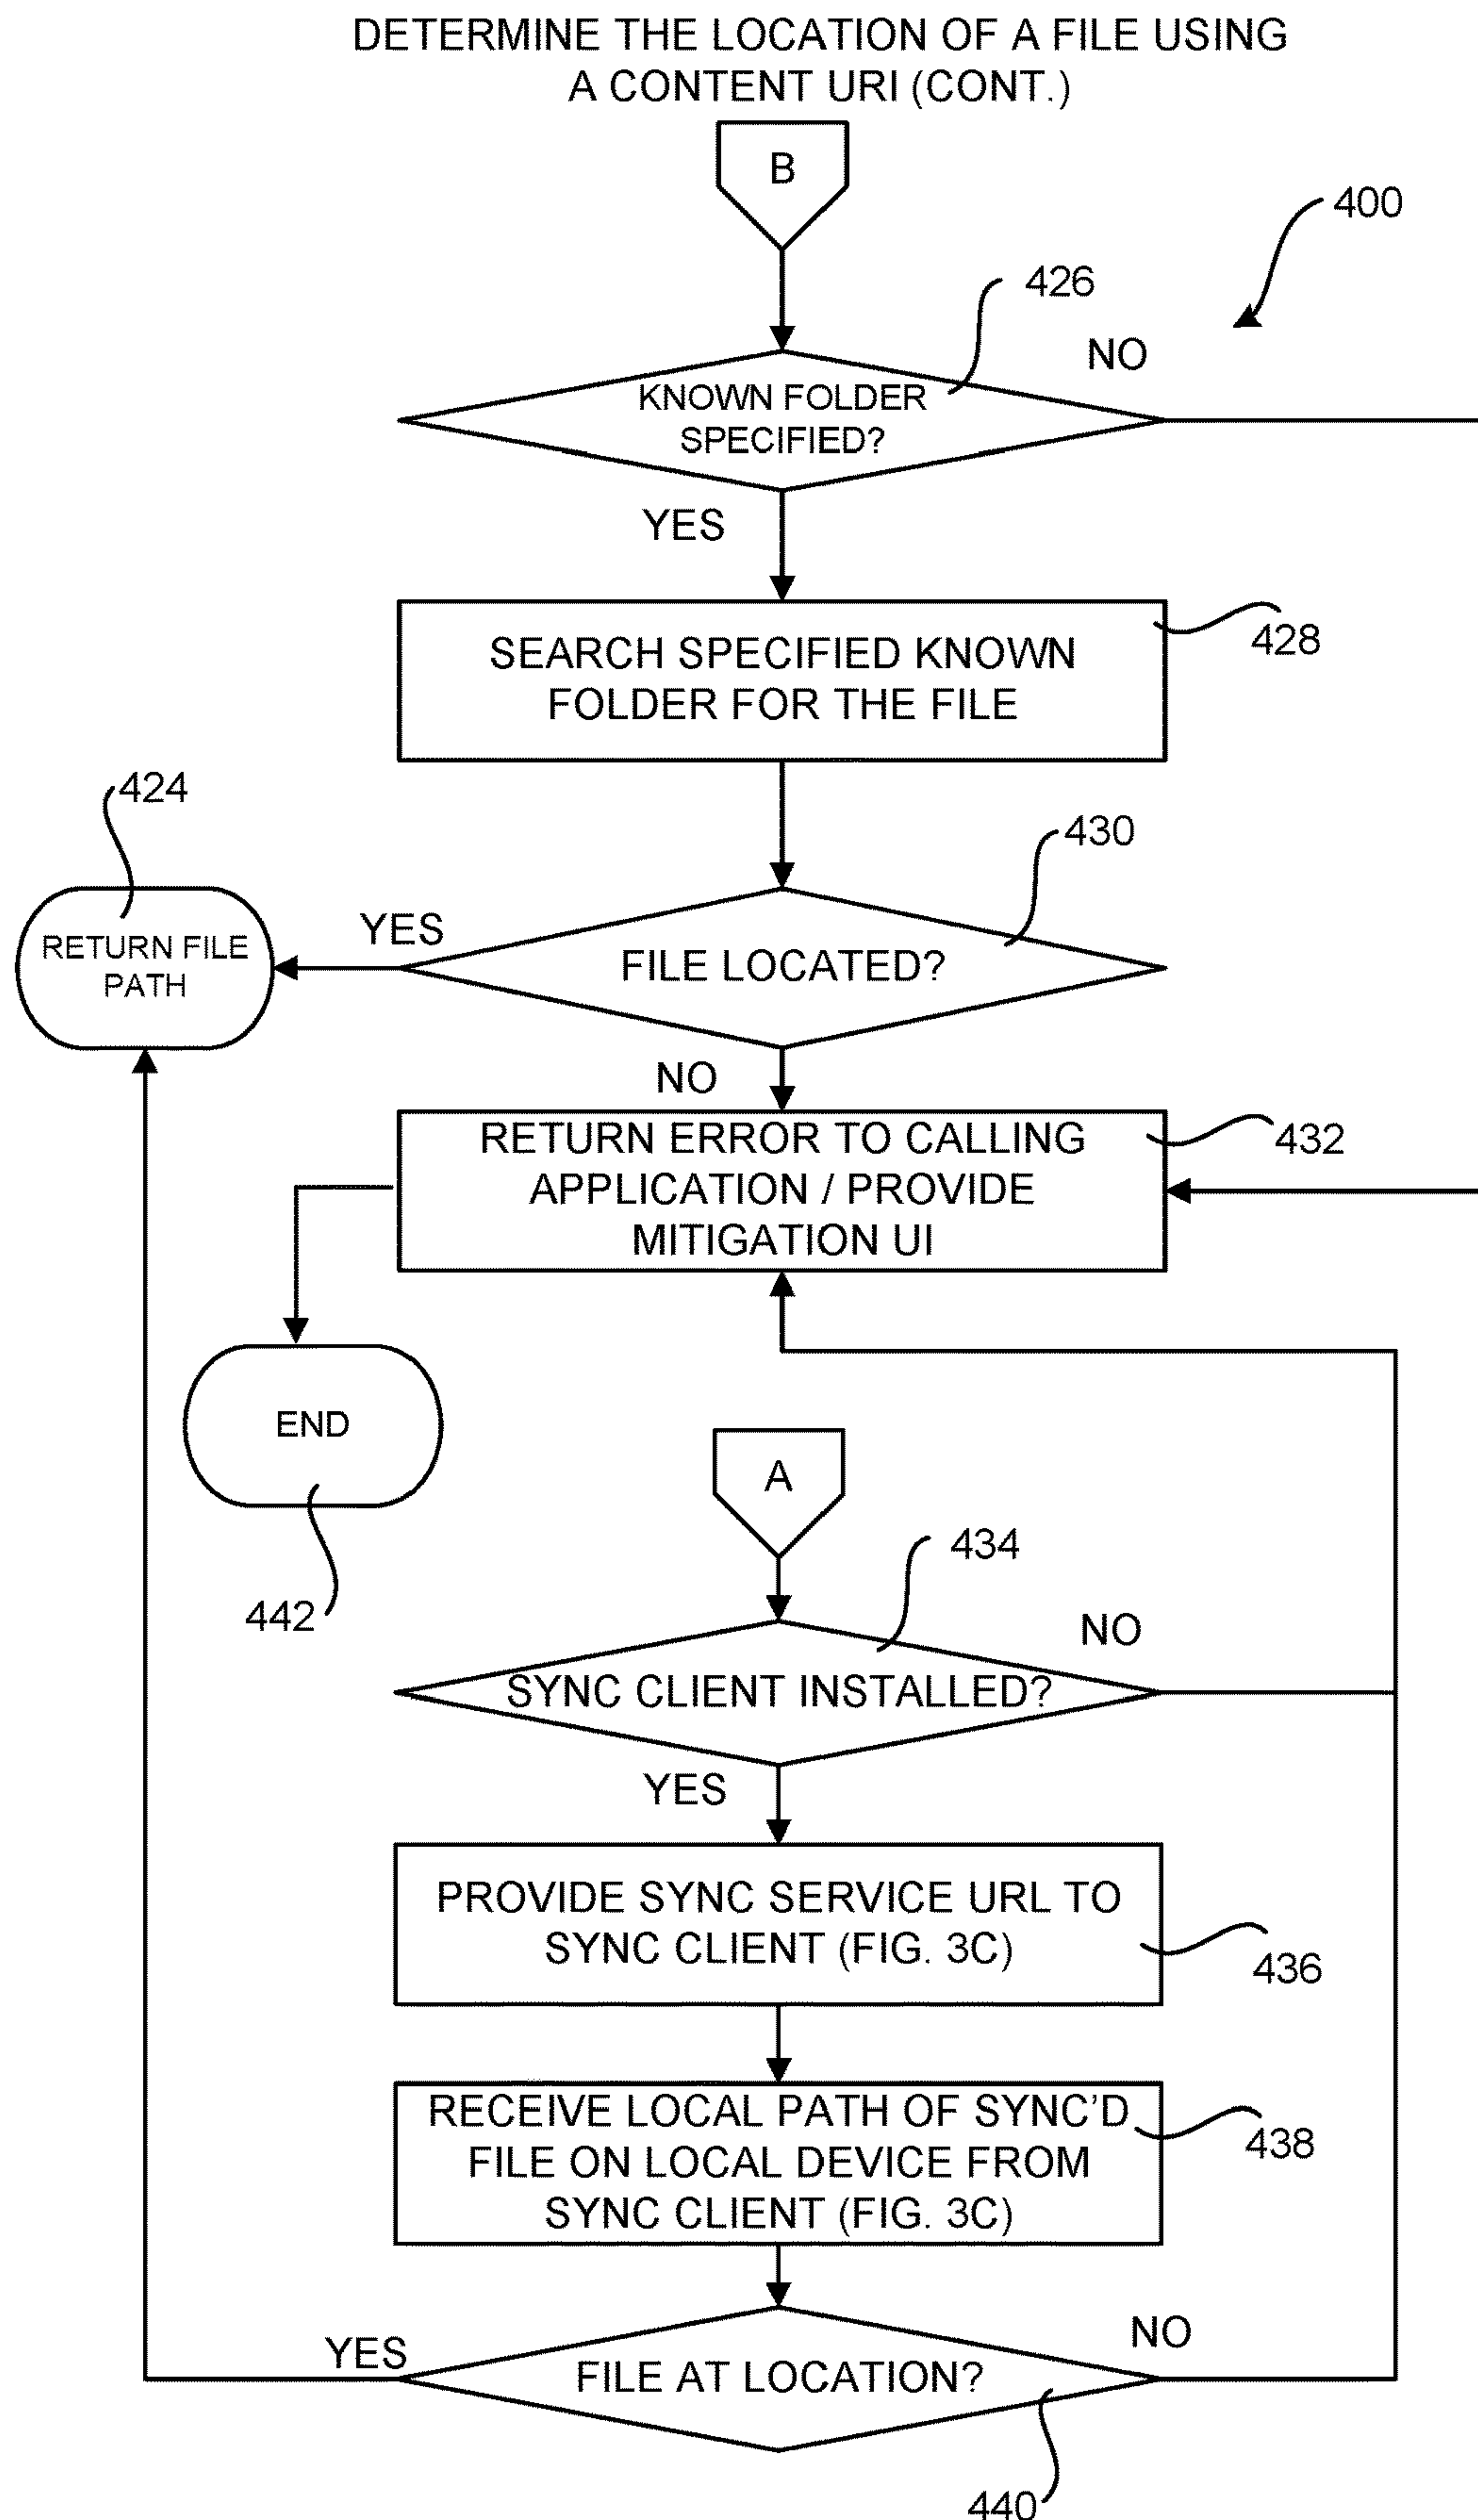 DETERMINE THE LOCATION OF A FILE USING
A CONTENT URI (CONT.)
B
400
426
NO
KNOWN FOLDER
SPECIFIED?
YES
SEARCH SPECIFIED KNOWN
FOLDER FOR THE FILE
428
424
430
YES
RETURN FILE
PATH
FILE LOCATED?
NO
RETURN ERROR TO CALLING
APPLICATION / PROVIDE
MITIGATION UI
432
END
442
A
434
NO
SYNC CLIENT INSTALLED?
YES
PROVIDE SYNC SERVICE URL TO
SYNC CLIENT (FIG. 3C)
436
RECEIVE LOCAL PATH OF SYNC'D
FILE ON LOCAL DEVICE FROM
SYNC CLIENT (FIG. 3C)
438
YES
NO
FILE AT LOCATION?
440